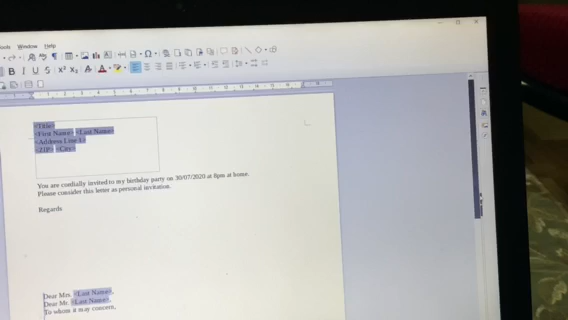 Tools Window Help
B I U S X² X₂ A
<Title>
<First Name> <Last Name>
<Address Line 1>
<ZIP> <City>
You are cordially invited to my birthday party on 30/07/2020 at 8pm at home.
Please consider this letter as personal invitation.
Regards
Dear Mrs. <Last Name>,
Dear Mr. <Last Name>,
To whom it may concern,